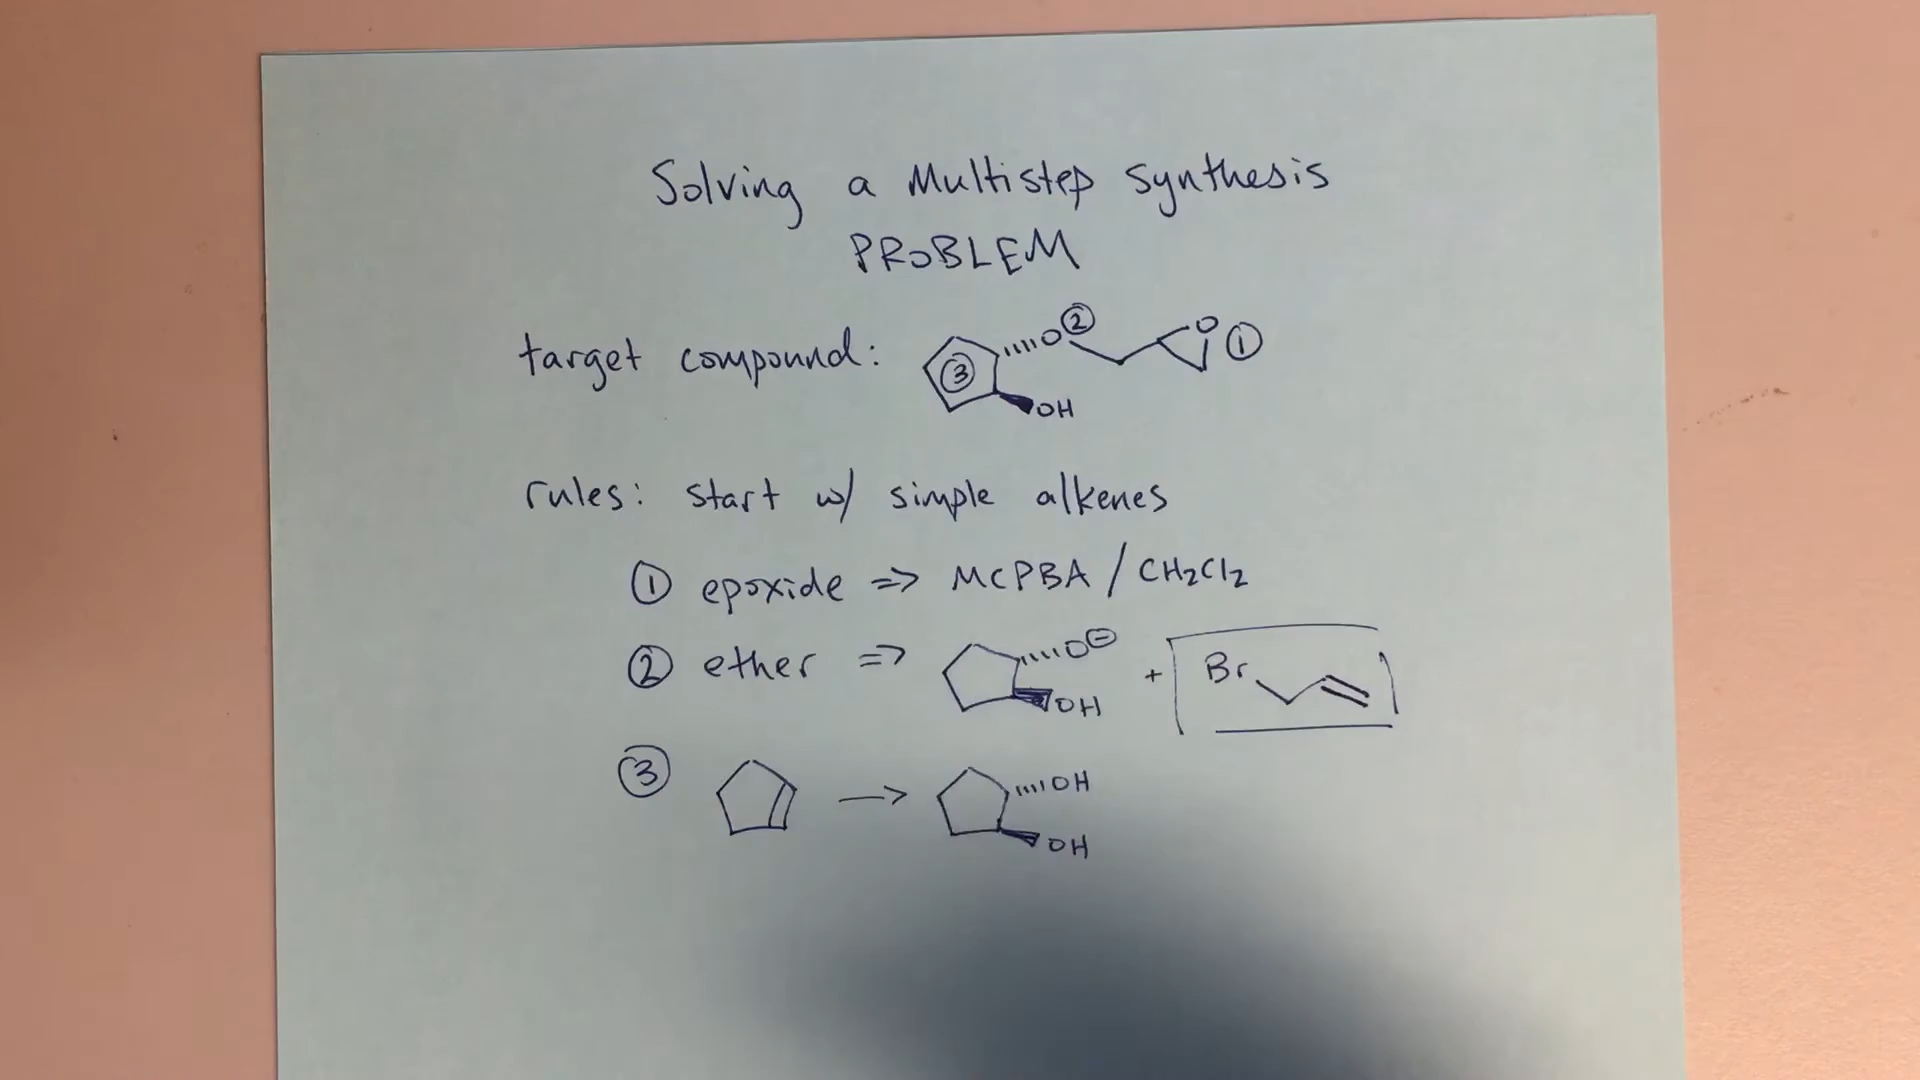 Solving a Multistep synthesis
PROBLEM
target compound: ③ O ② O ① OH
rules: start w/ simple alkenes
① epoxide => MCPBA / CH2Cl2
② ether => O⊖ OH + Br
③ → OH OH